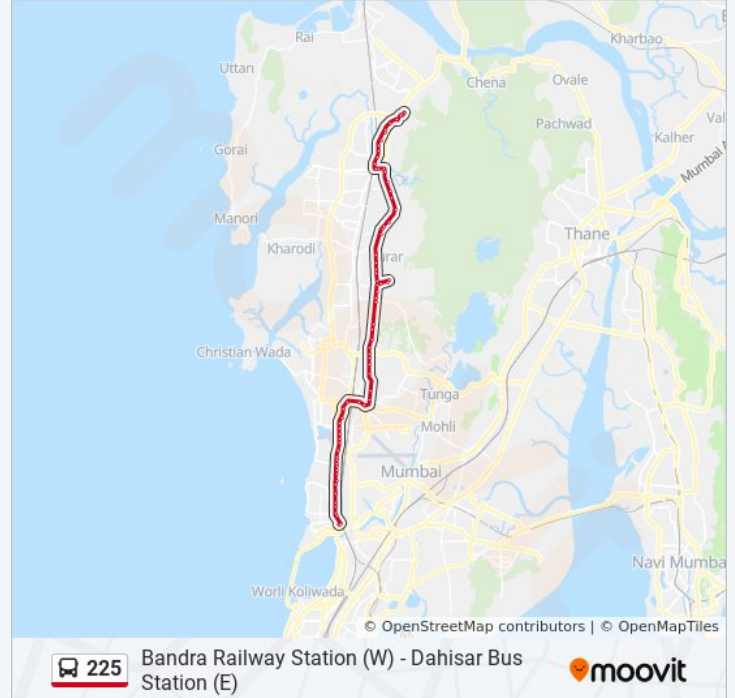 Rai
Kharbao
Uttan
Chena
Ovale
Pachwad
Kalher
Gorai
Mumbai
Manori
Thane
Kharodi
urar
Christian Wada
Tunga
Mohli
Mumbai
Navi Mumba
Worli Koliwada
© OpenStreetMap contributors | © OpenMapTiles
225
Bandra Railway Station (W) - Dahisar Bus
Station (E)
moovit